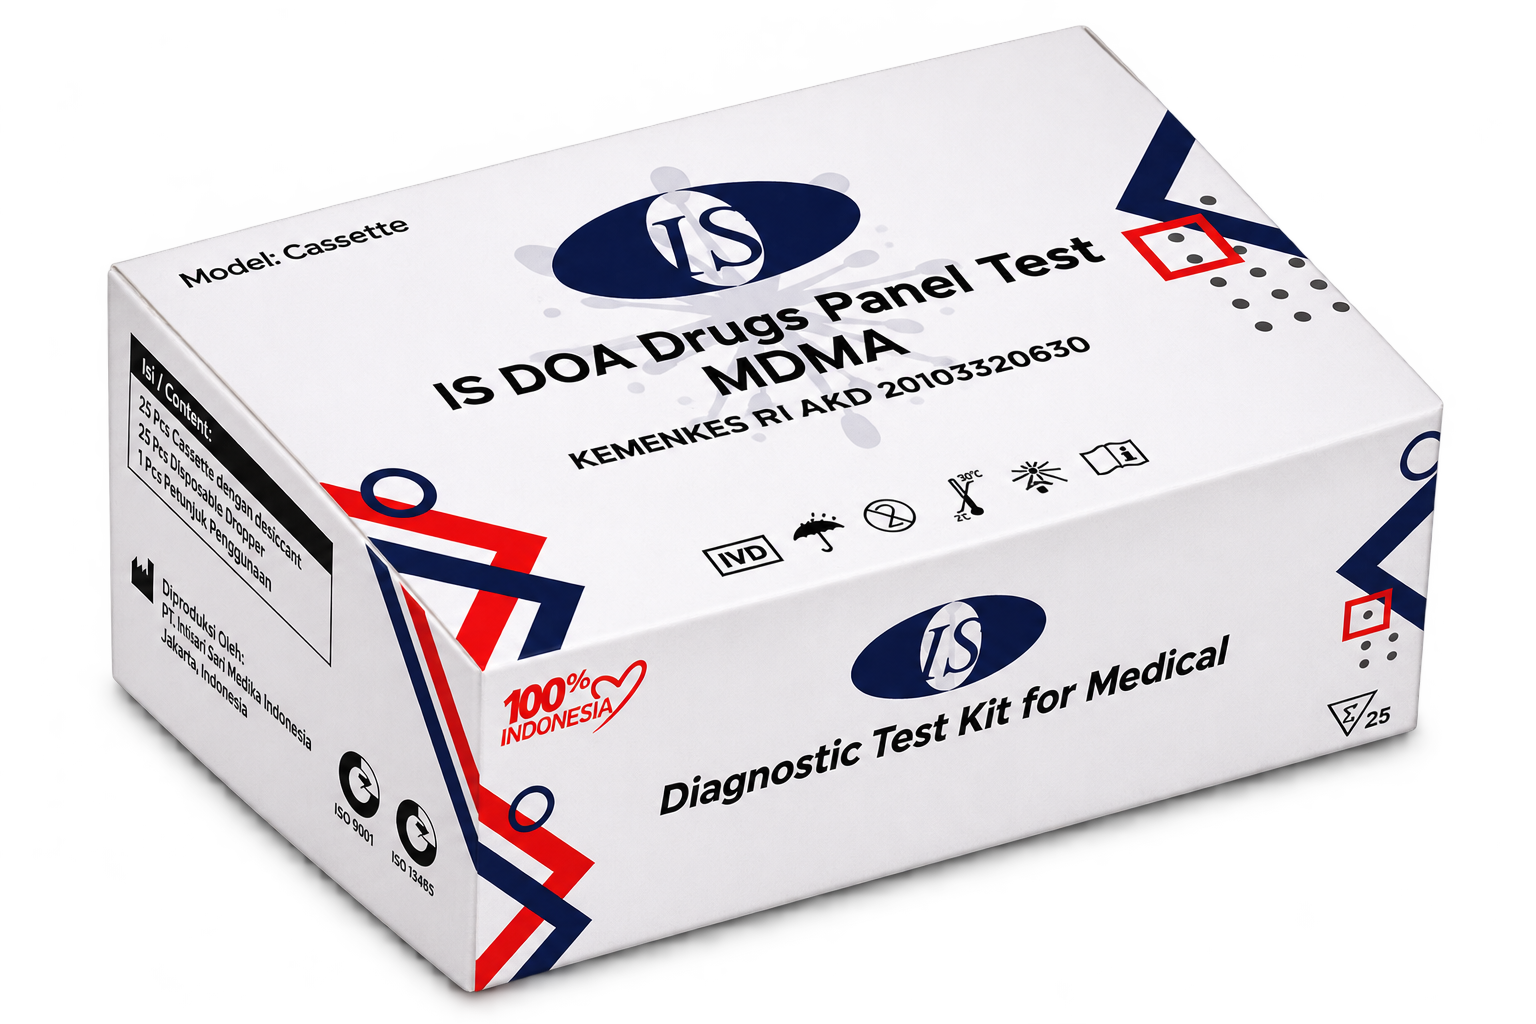 Model: Cassette
IS
IS DOA Drugs Panel Test
MDMA
KEMENKES RI AKD 20103320630
IVD
2
30°C
2°C
i
Isi / Content:
25 Pcs Cassette dengan desiccant
25 Pcs Disposable Dropper
1 Pcs Petunjuk Penggunaan
Diproduksi Oleh:
PT. Intisari Sari Medika Indonesia
Jakarta, Indonesia
Indonesia
ISO 9001
ISO 13485
100%
INDONESIA
IS
Diagnostic Test Kit for Medical
Σ 25